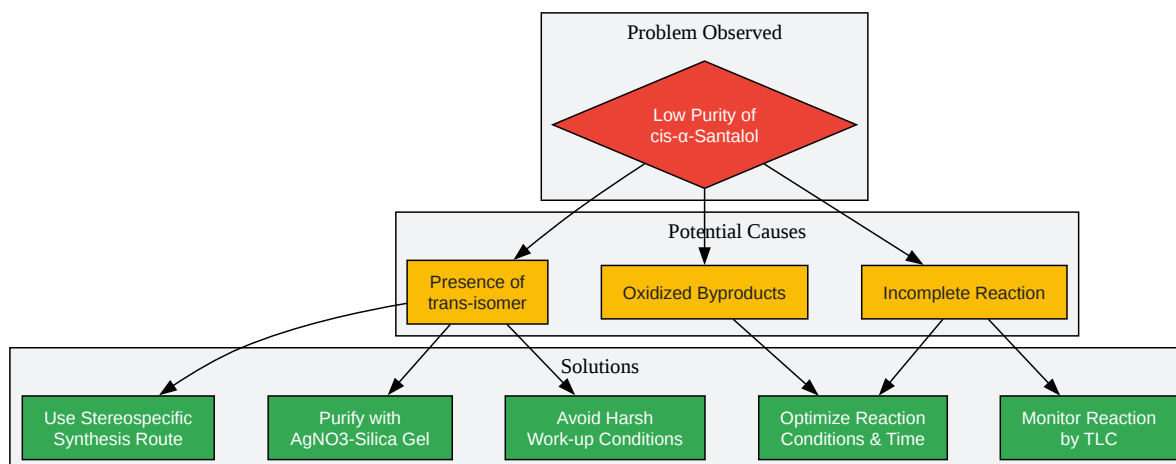 Problem Observed
Low Purity of
cis-α-Santalol
Potential Causes
Presence of
trans-isomer
Oxidized Byproducts
Incomplete Reaction
Solutions
Use Stereospecific
Synthesis Route
Purify with
AgNO3-Silica Gel
Avoid Harsh
Work-up Conditions
Optimize Reaction
Conditions & Time
Monitor Reaction
by TLC